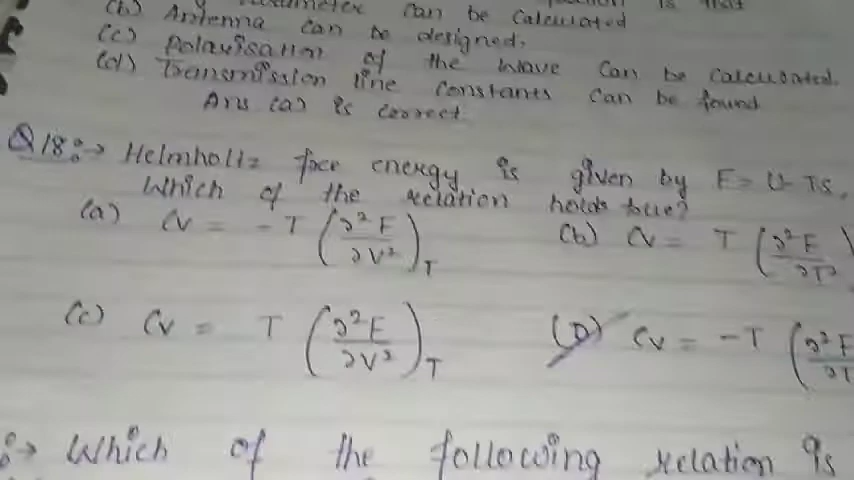 (b) Antenna can be designed.
(c) Polarisation of the wave can be calculated.
(d) Transmission line constants can be found
Ans (a) is correct.
Q18:→ Helmholtz free energy is given by F = U - TS.
Which of the relation holds true?
(a) Cv = - T (∂²F/∂V²)T (b) Cv = T (∂²F/∂T²)
(c) Cv = T (∂²F/∂V²)T (D) Cv = -T (∂²F/∂T
:→ Which of the following relation is